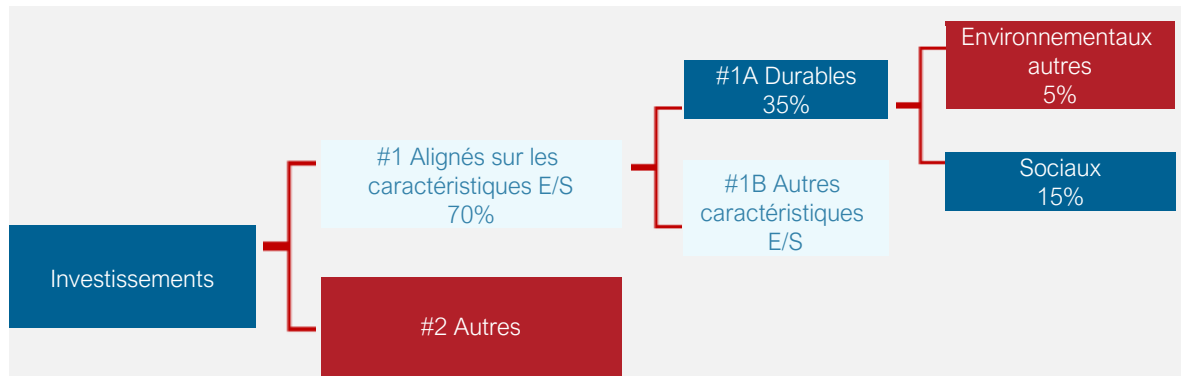 Investissements
#1 Alignés sur les
caractéristiques E/S
70%
#2 Autres
#1A Durables
35%
#1B Autres
caractéristiques
E/S
Environnementaux
autres
5%
Sociaux
15%